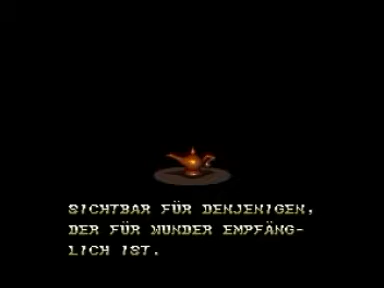 SICHTBAR FÜR DENJENIGEN,
DER FÜR WUNDER EMPFÄNG-
LICH IST.